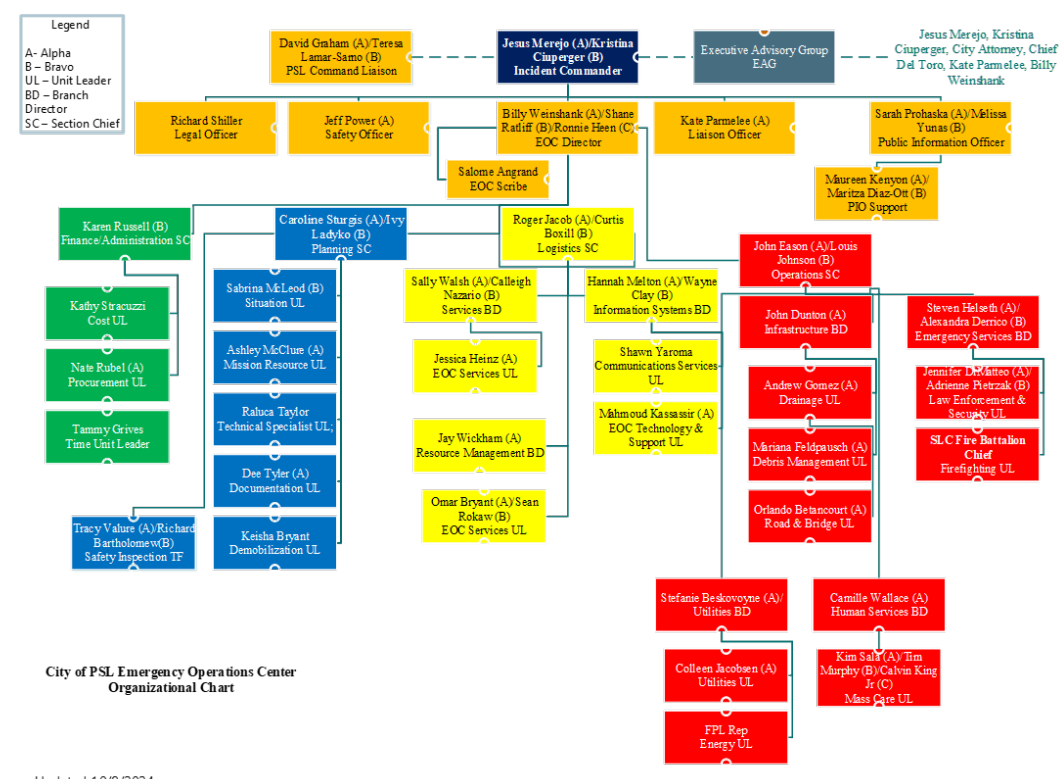 Legend
A- Alpha
B – Bravo
UL – Unit Leader
BD – Branch
Director
SC – Section Chief
David Graham (A)/Teresa
Lamar-Sarno (B)
PSL Command Liaison
Jesus Merejo (A)/Kristina
Ciuperger (B)
Incident Commander
Executive Advisory Group
EAG
Jesus Merejo, Kristina
Ciuperger, City Attorney, Chief
Del Toro, Kate Parmelee, Billy
Weinshank
Richard Shiller
Legal Officer
Jeff Power (A)
Safety Officer
Billy Weinshank (A)/Shane
Ratliff (B)/Ronnie Heen (C)
EOC Director
Kate Parmelee (A)
Liaison Officer
Sarah Prohaska (A)/Melissa
Yunas (B)
Public Information Officer
Salome Angrand
EOC Scribe
Maureen Kenyon (A)/
Maritza Diaz-Ott (B)
PIO Support
Karen Russell (B)
Finance/Administration SC
Caroline Sturgis (A)/Ivy
Ladyko (B)
Planning SC
Roger Jacob (A)/Curtis
Boxill (B)
Logistics SC
John Eason (A)/Louis
Johnson (B)
Operations SC
Kathy Stracuzzi
Cost UL
Nate Rubel (A)
Procurement UL
Tammy Grives
Time Unit Leader
Sabrina McLeod (B)
Situation UL
Ashley McClure (A)
Mission Resource UL
Raluca Taylor
Technical Specialist UL;
Dee Tyler (A)
Documentation UL
Keisha Bryant
Demobilization UL
Tracy Valure (A)/Richard
Bartholomew(B)
Safety Inspection TF
Sally Walsh (A)/Calleigh
Nazario (B)
Services BD
Hannah Melton (A)/Wayne
Clay (B)
Information Systems BD
Jessica Heinz (A)
EOC Services UL
Shawn Yaroma
Communications Services
UL
Mahmoud Kassassir (A)
EOC Technology &
Support UL
Jay Wickham (A)
Resource Management BD
Omar Bryant (A)/Sean
Rokaw (B)
EOC Services UL
John Dunton (A)
Infrastructure BD
Andrew Gomez (A)
Drainage UL
Mariana Feldpausch (A)
Debris Management UL
Orlando Betancourt (A)
Road & Bridge UL
Steven Helseth (A)/
Alexandra Derrico (B)
Emergency Services BD
Jennifer DiMatteo (A)/
Adrienne Pietrzak (B)
Law Enforcement &
Security UL
SLC Fire Battalion
Chief
Firefighting UL
Stefanie Beskovoyne (A)/
Utilities BD
Colleen Jacobsen (A)
Utilities UL
FPL Rep
Energy UL
Camille Wallace (A)
Human Services BD
Kim Sala (A)/Tim
Murphy (B)/Calvin King
Jr (C)
Mass Care UL
City of PSL Emergency Operations Center
Organizational Chart